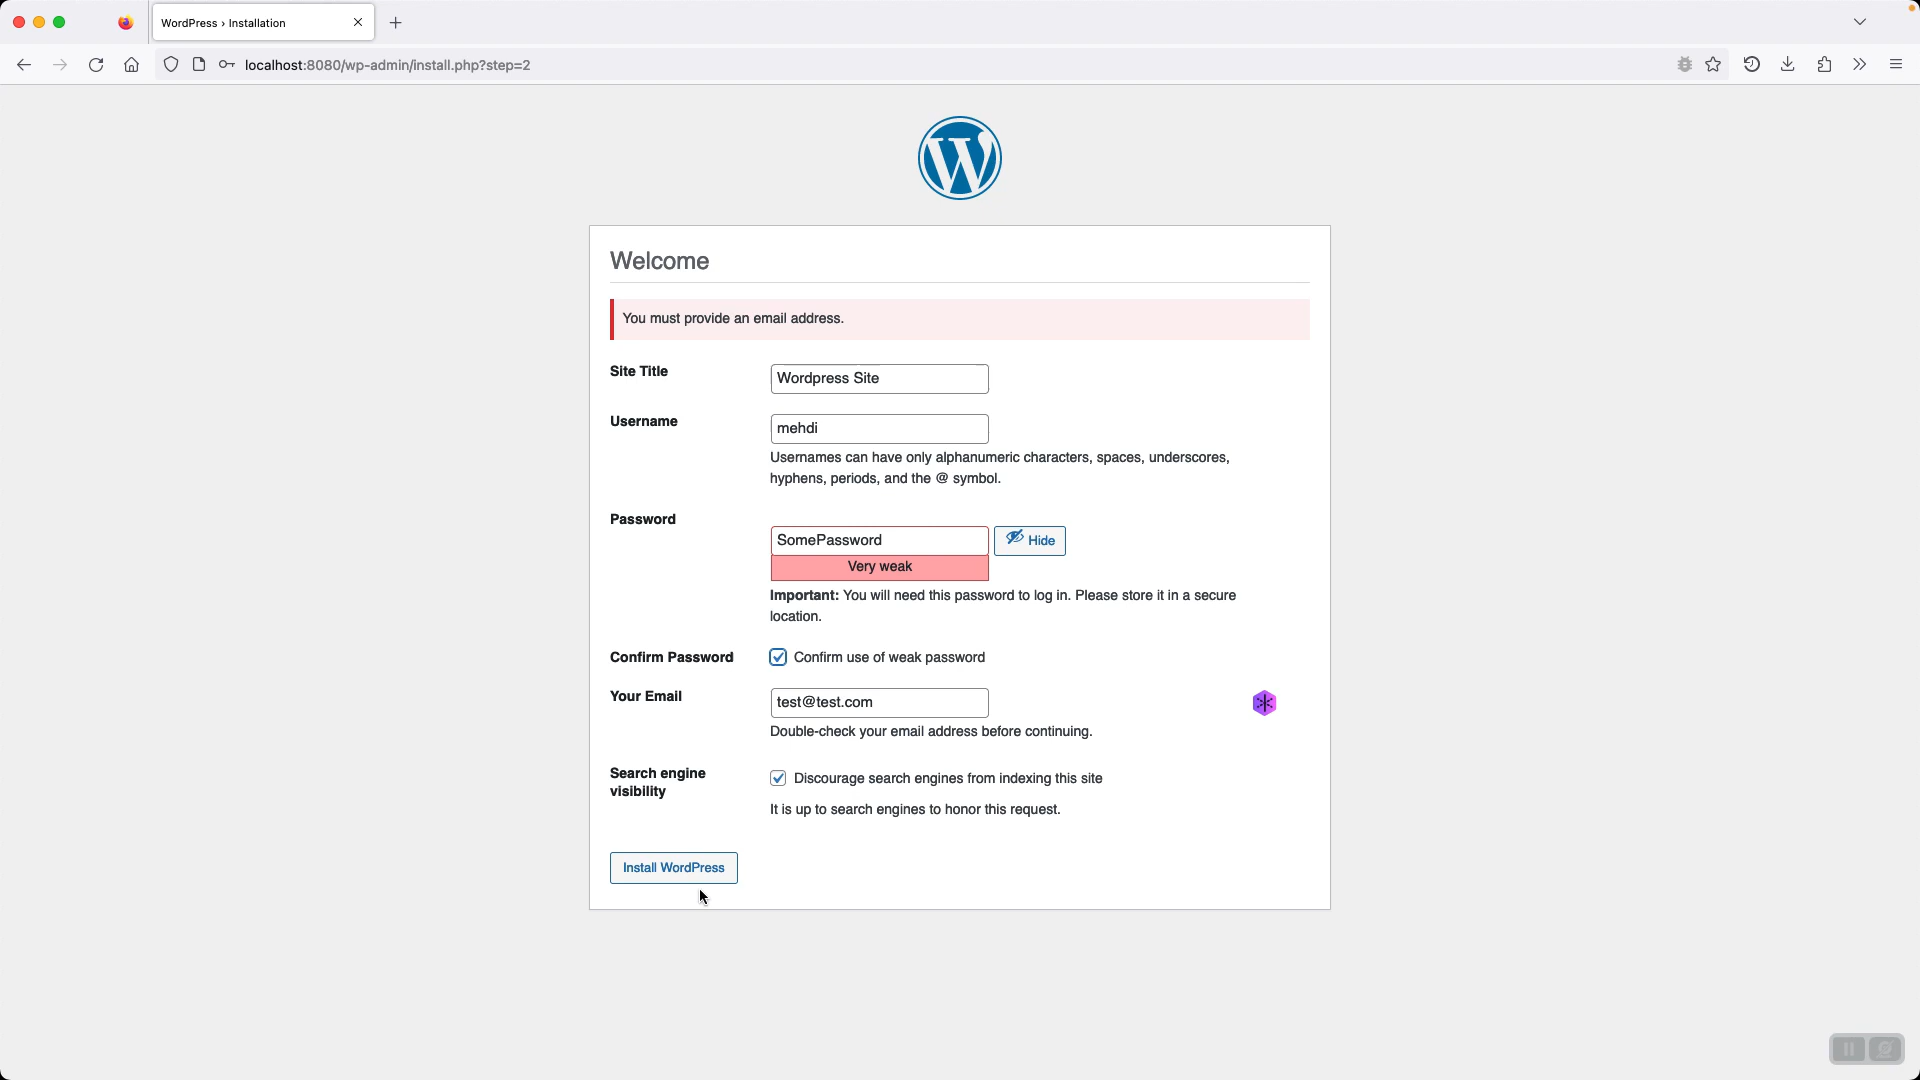 WordPress › Installation
localhost:8080/wp-admin/install.php?step=2
Welcome
You must provide an email address.
Site Title
Wordpress Site
Username
mehdi
Usernames can have only alphanumeric characters, spaces, underscores,
hyphens, periods, and the @ symbol.
Password
SomePassword
Hide
Very weak
Important: You will need this password to log in. Please store it in a secure
location.
Confirm Password
Confirm use of weak password
Your Email
test@test.com
Double-check your email address before continuing.
Search engine
visibility
Discourage search engines from indexing this site
It is up to search engines to honor this request.
Install WordPress